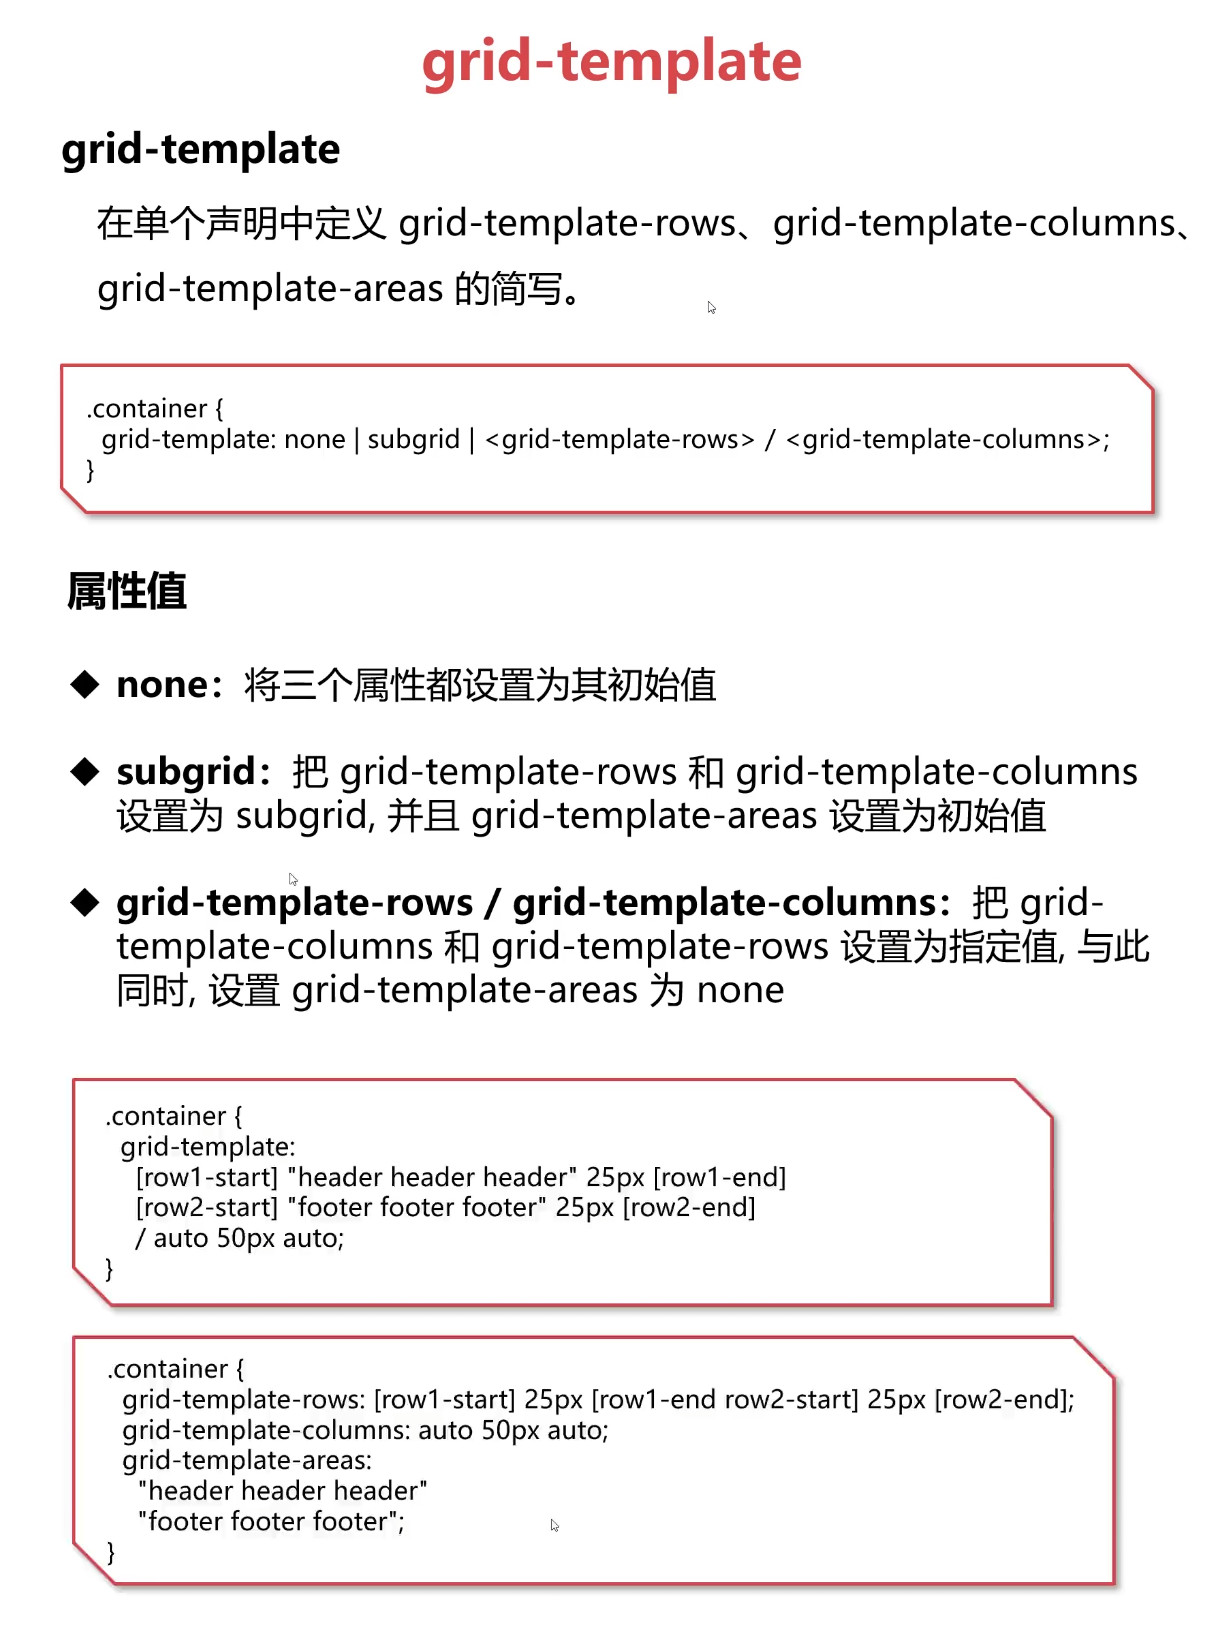 grid-template
grid-template
在单个声明中定义 grid-template-rows、grid-template-columns、
grid-template-areas 的简写。
.container {
grid-template: none | subgrid | <grid-template-rows> / <grid-template-columns>;
}
属性值
◆ none：将三个属性都设置为其初始值
◆ subgrid：把 grid-template-rows 和 grid-template-columns
设置为 subgrid, 并且 grid-template-areas 设置为初始值
◆ grid-template-rows / grid-template-columns：把 grid-
template-columns 和 grid-template-rows 设置为指定值, 与此
同时, 设置 grid-template-areas 为 none
.container {
grid-template:
[row1-start] "header header header" 25px [row1-end]
[row2-start] "footer footer footer" 25px [row2-end]
/ auto 50px auto;
}
.container {
grid-template-rows: [row1-start] 25px [row1-end row2-start] 25px [row2-end];
grid-template-columns: auto 50px auto;
grid-template-areas:
"header header header"
"footer footer footer";
}